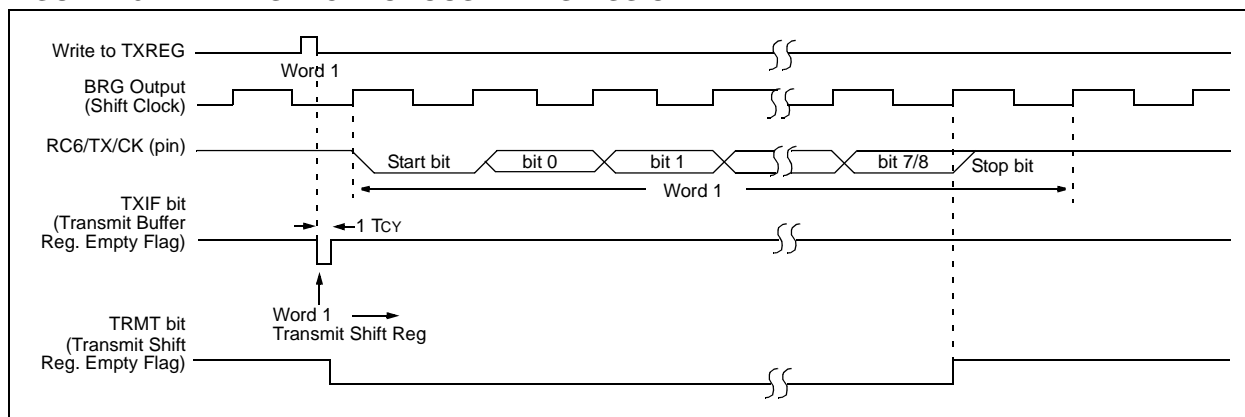 Write to TXREG
Word 1
BRG Output
(Shift Clock)
RC6/TX/CK (pin)
Start bit
bit 0
bit 1
bit 7/8
Stop bit
Word 1
TXIF bit
(Transmit Buffer
Reg. Empty Flag)
1 TCY
Word 1
Transmit Shift Reg
TRMT bit
(Transmit Shift
Reg. Empty Flag)